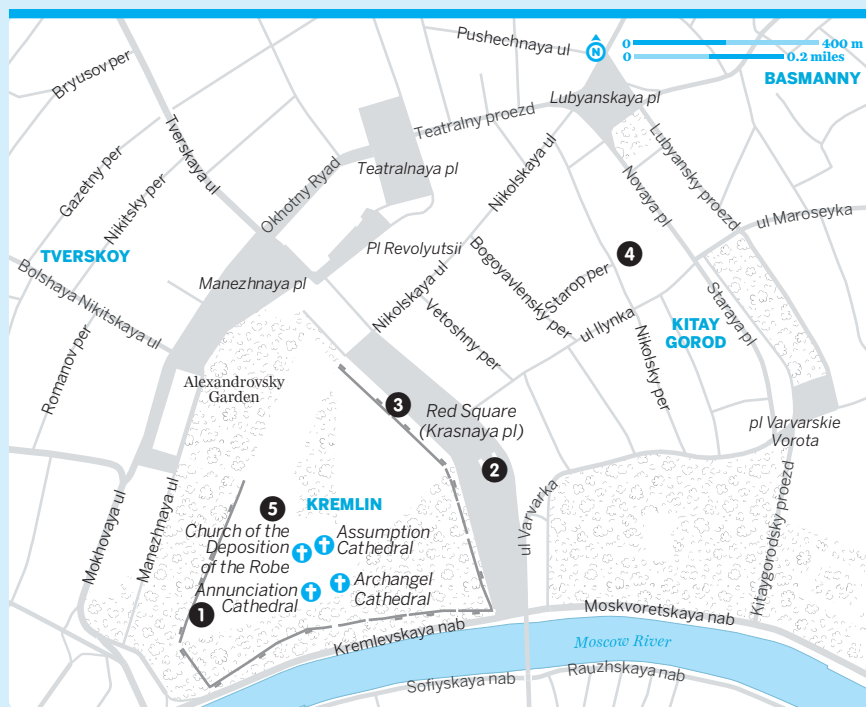 Pushechnaya ul
N
0 400 m
0 0.2 miles
BASMANNY
Bryusov per
Lubyanskaya pl
Teatralny proezd
Tverskaya ul
Lubyansky proezd
Gazetny per
Nikitsky per
Okhotny Ryad
Teatralnaya pl
Nikolskaya ul
Novaya pl
ul Maroseyka
TVERSKOY
Pl Revolyutsii
4
Bolshaya Nikitskaya ul
Manezhnaya pl
Bogoyavlensky per
Starop per
Nikolskaya ul
Vetoshny per
ul Ilynka
KITAY
GOROD
Staraya pl
Nikolsky per
Romanov per
Alexandrovsky
Garden
3
Red Square
(Krasnaya pl)
pl Varvarskie
Vorota
2
Mokhovaya ul
Manezhnaya ul
5
KREMLIN
ul Varvarka
Kitaygorodsky proezd
Church of the
Deposition
of the Robe
Assumption
Cathedral
Annunciation
Cathedral
Archangel
Cathedral
1
Kremlevskaya nab
Moskvoretskaya nab
Moscow River
Sofiyskaya nab
Rauzhskaya nab